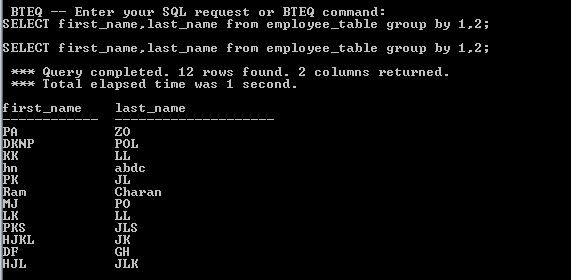 BTEQ -- Enter your SQL request or BTEQ command:
SELECT first_name,last_name from employee_table group by 1,2;
SELECT first_name,last_name from employee_table group by 1,2;
*** Query completed. 12 rows found. 2 columns returned.
*** Total elapsed time was 1 second.
first_name last_name
------------ --------------------
PA ZO
DKNP POL
KK LL
hn abdc
PK JL
Ram Charan
MJ PO
LK LL
PKS JLS
HJKL JK
DF GH
HJL JLK